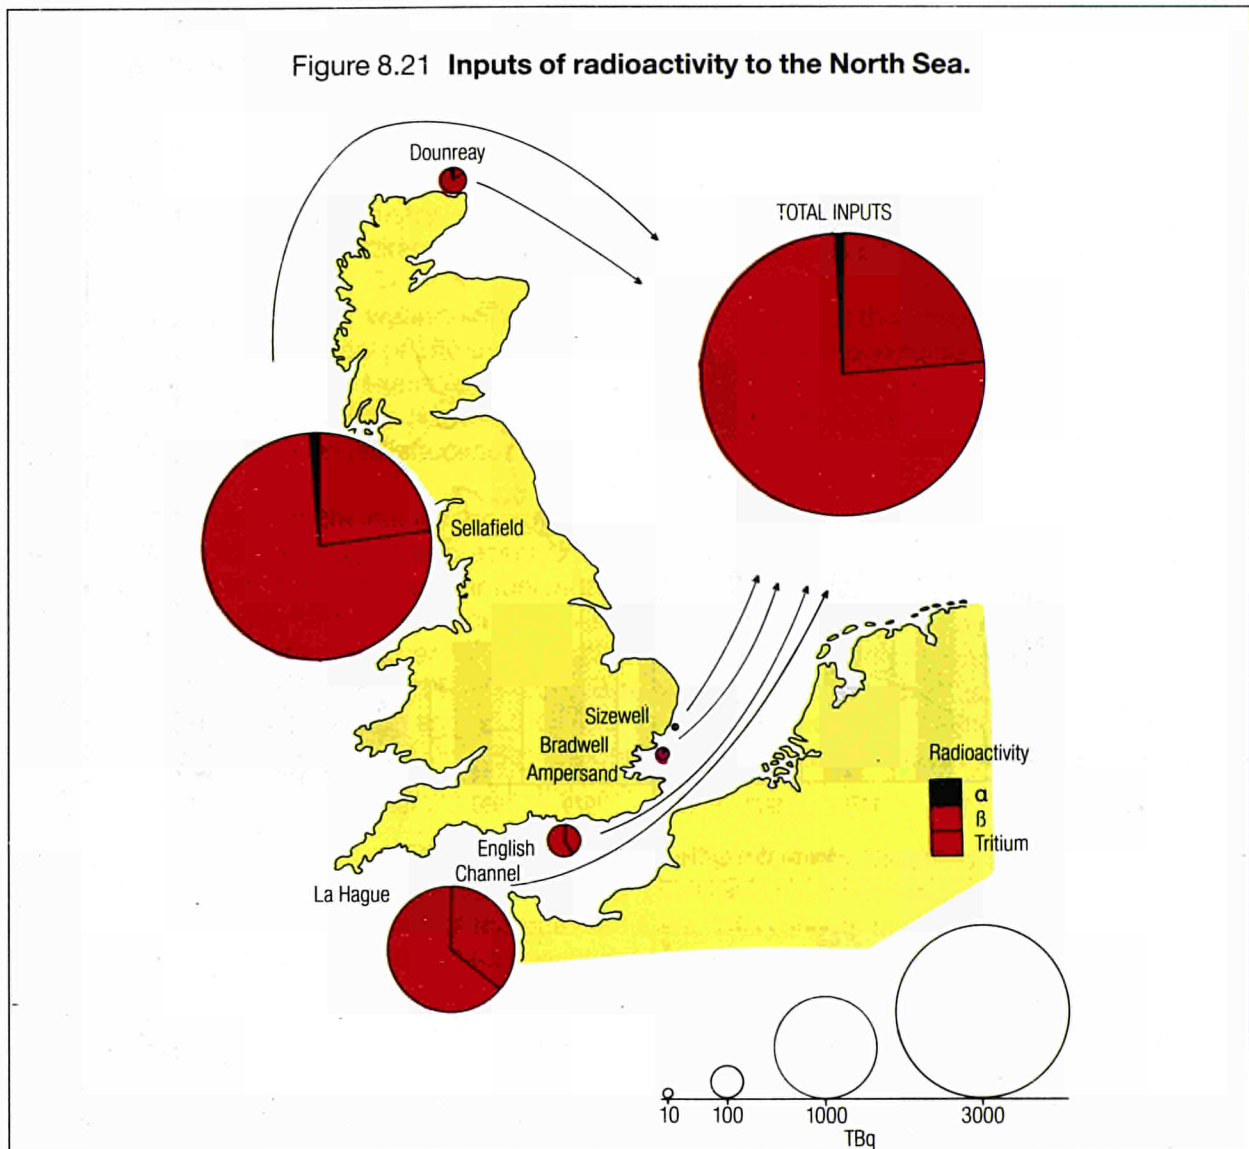 Figure 8.21 Inputs of radioactivity to the North Sea.
Dounreay
TOTAL INPUTS
Sellafield
Sizewell
Bradwell
Ampersand
English
Channel
La Hague
Radioactivity
α
ß
Tritium
10 100 1000 3000
TBq